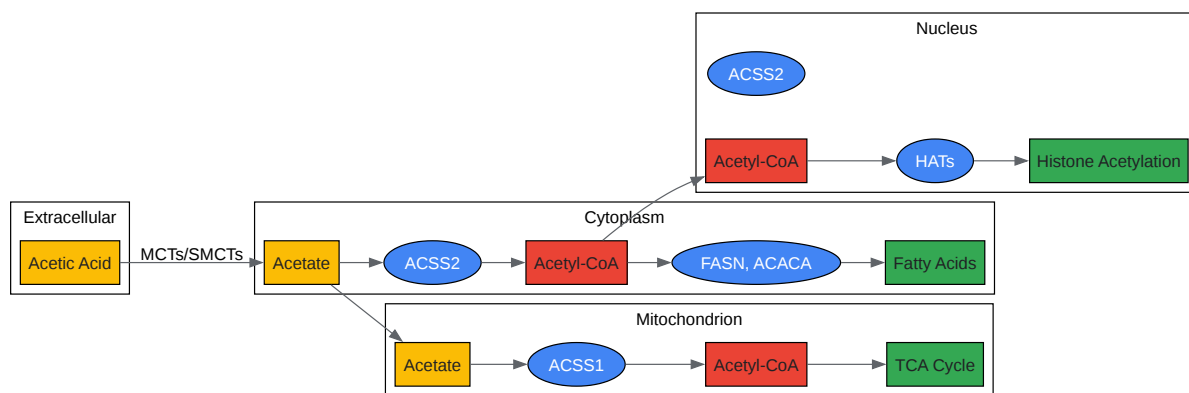 Nucleus
ACSS2
Acetyl-CoA
HATs
Histone Acetylation
Extracellular
Acetic Acid
MCTs/SMCTs
Cytoplasm
Acetate
ACSS2
Acetyl-CoA
FASN, ACACA
Fatty Acids
Mitochondrion
Acetate
ACSS1
Acetyl-CoA
TCA Cycle